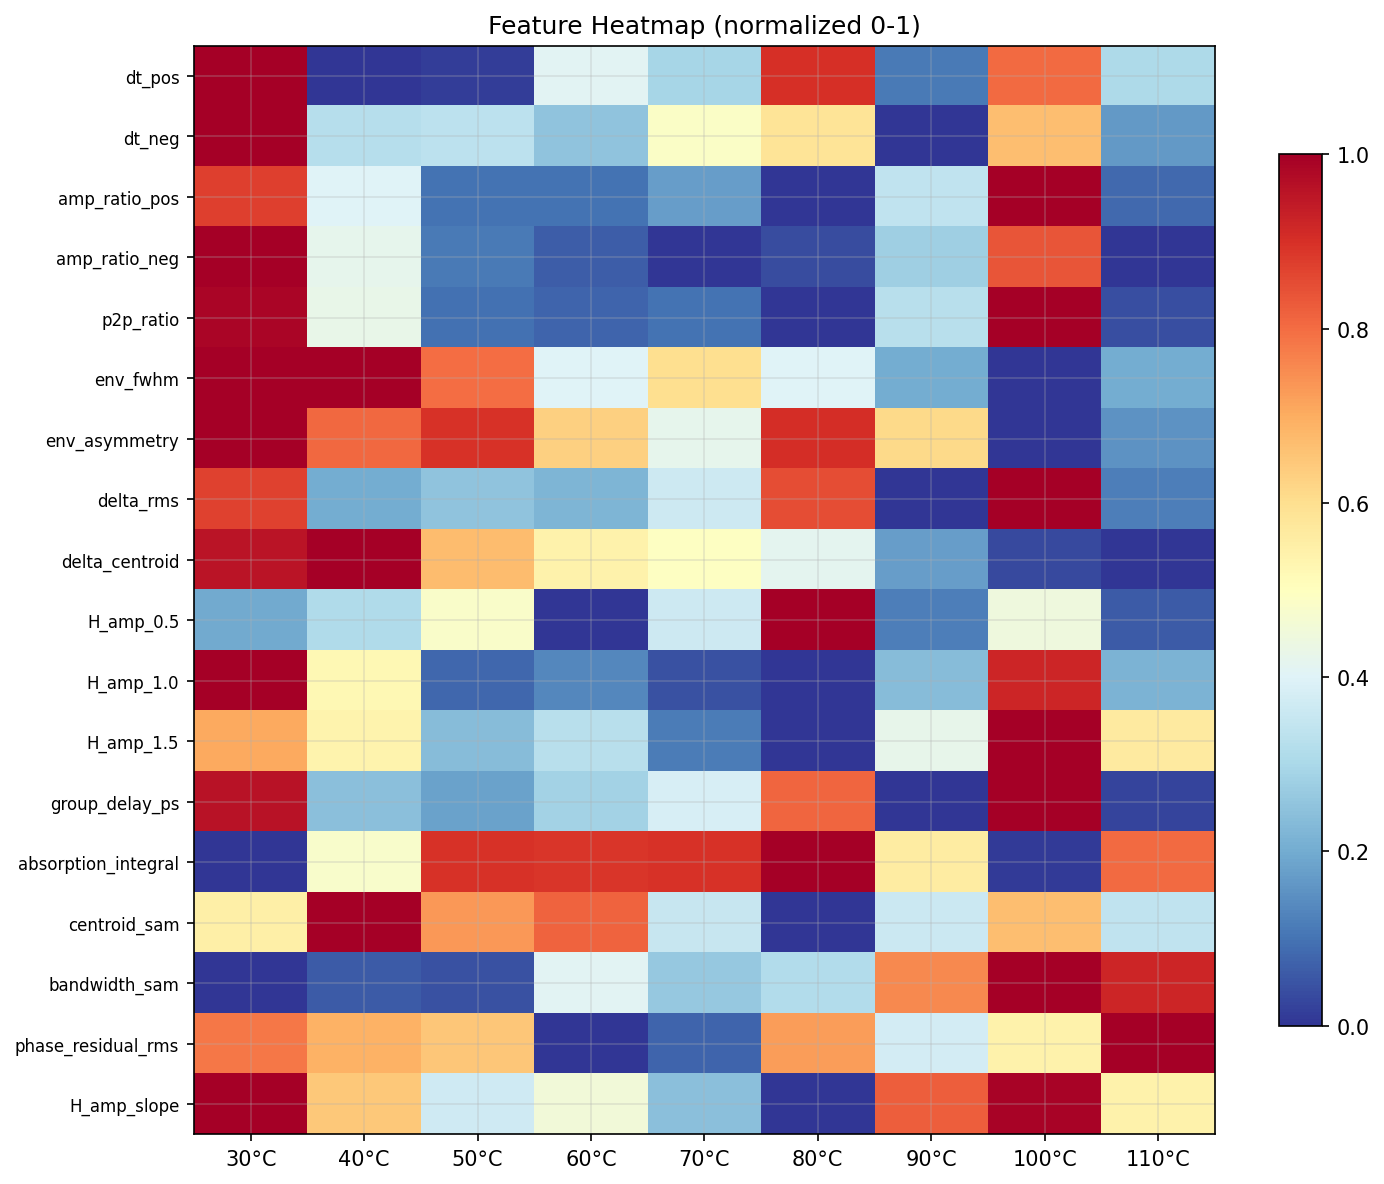 Feature Heatmap (normalized 0-1)
dt_pos
dt_neg
amp_ratio_pos
amp_ratio_neg
p2p_ratio
env_fwhm
env_asymmetry
delta_rms
delta_centroid
H_amp_0.5
H_amp_1.0
H_amp_1.5
group_delay_ps
absorption_integral
centroid_sam
bandwidth_sam
phase_residual_rms
H_amp_slope
30°C 40°C 50°C 60°C 70°C 80°C 90°C 100°C 110°C
1.0
0.8
0.6
0.4
0.2
0.0